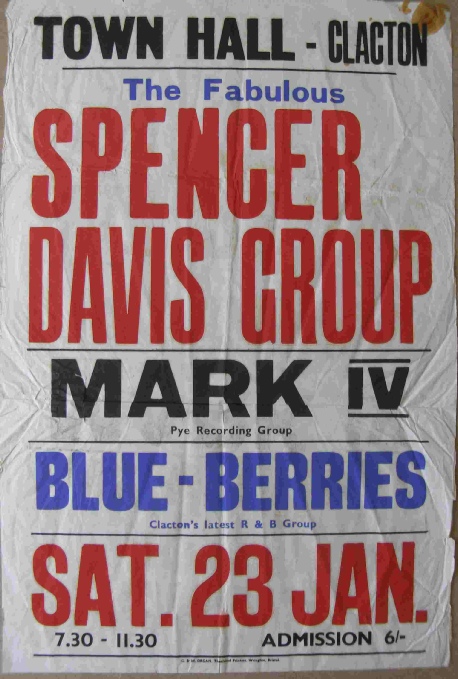 TOWN HALL - CLACTON
The Fabulous
SPENCER
DAVIS GROUP
MARK IV
Pye Recording Group
BLUE - BERRIES
Clacton's latest R & B Group
SAT. 23 JAN.
7.30 - 11.30 ADMISSION 6/-